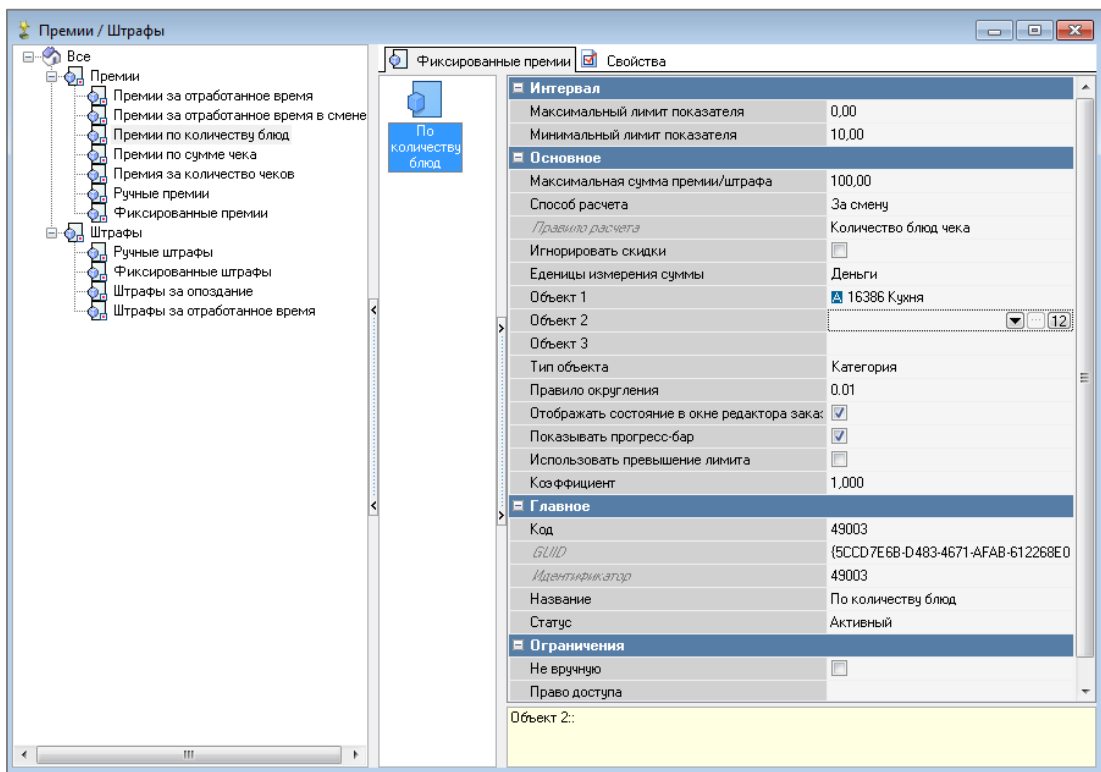 Премии / Штрафы
Все
Премии
Премии за отработанное время
Премии за отработанное время в смене
Премии по количеству блюд
Премии по сумме чека
Премия за количество чеков
Ручные премии
Фиксированные премии
Штрафы
Ручные штрафы
Фиксированные штрафы
Штрафы за опоздание
Штрафы за отработанное время
Фиксированные премии
Свойства
По
количеству
блюд
Интервал
Максимальный лимит показателя 0,00
Минимальный лимит показателя 10,00
Основное
Максимальная сумма премии/штрафа 100,00
Способ расчета За смену
Правило расчета Количество блюд чека
Игнорировать скидки
Еденицы измерения суммы Деньги
Объект 1 A 16386 Кухня
Объект 2 12
Объект 3
Тип объекта Категория
Правило округления 0.01
Отображать состояние в окне редактора зака:
Показывать прогресс-бар
Использовать превышение лимита
Коэффициент 1,000
Главное
Код 49003
GUID {5CCD7E6B-D483-4671-AFAB-612268E0
Идентификатор 49003
Название По количеству блюд
Статус Активный
Ограничения
Не вручную
Право доступа
Объект 2::